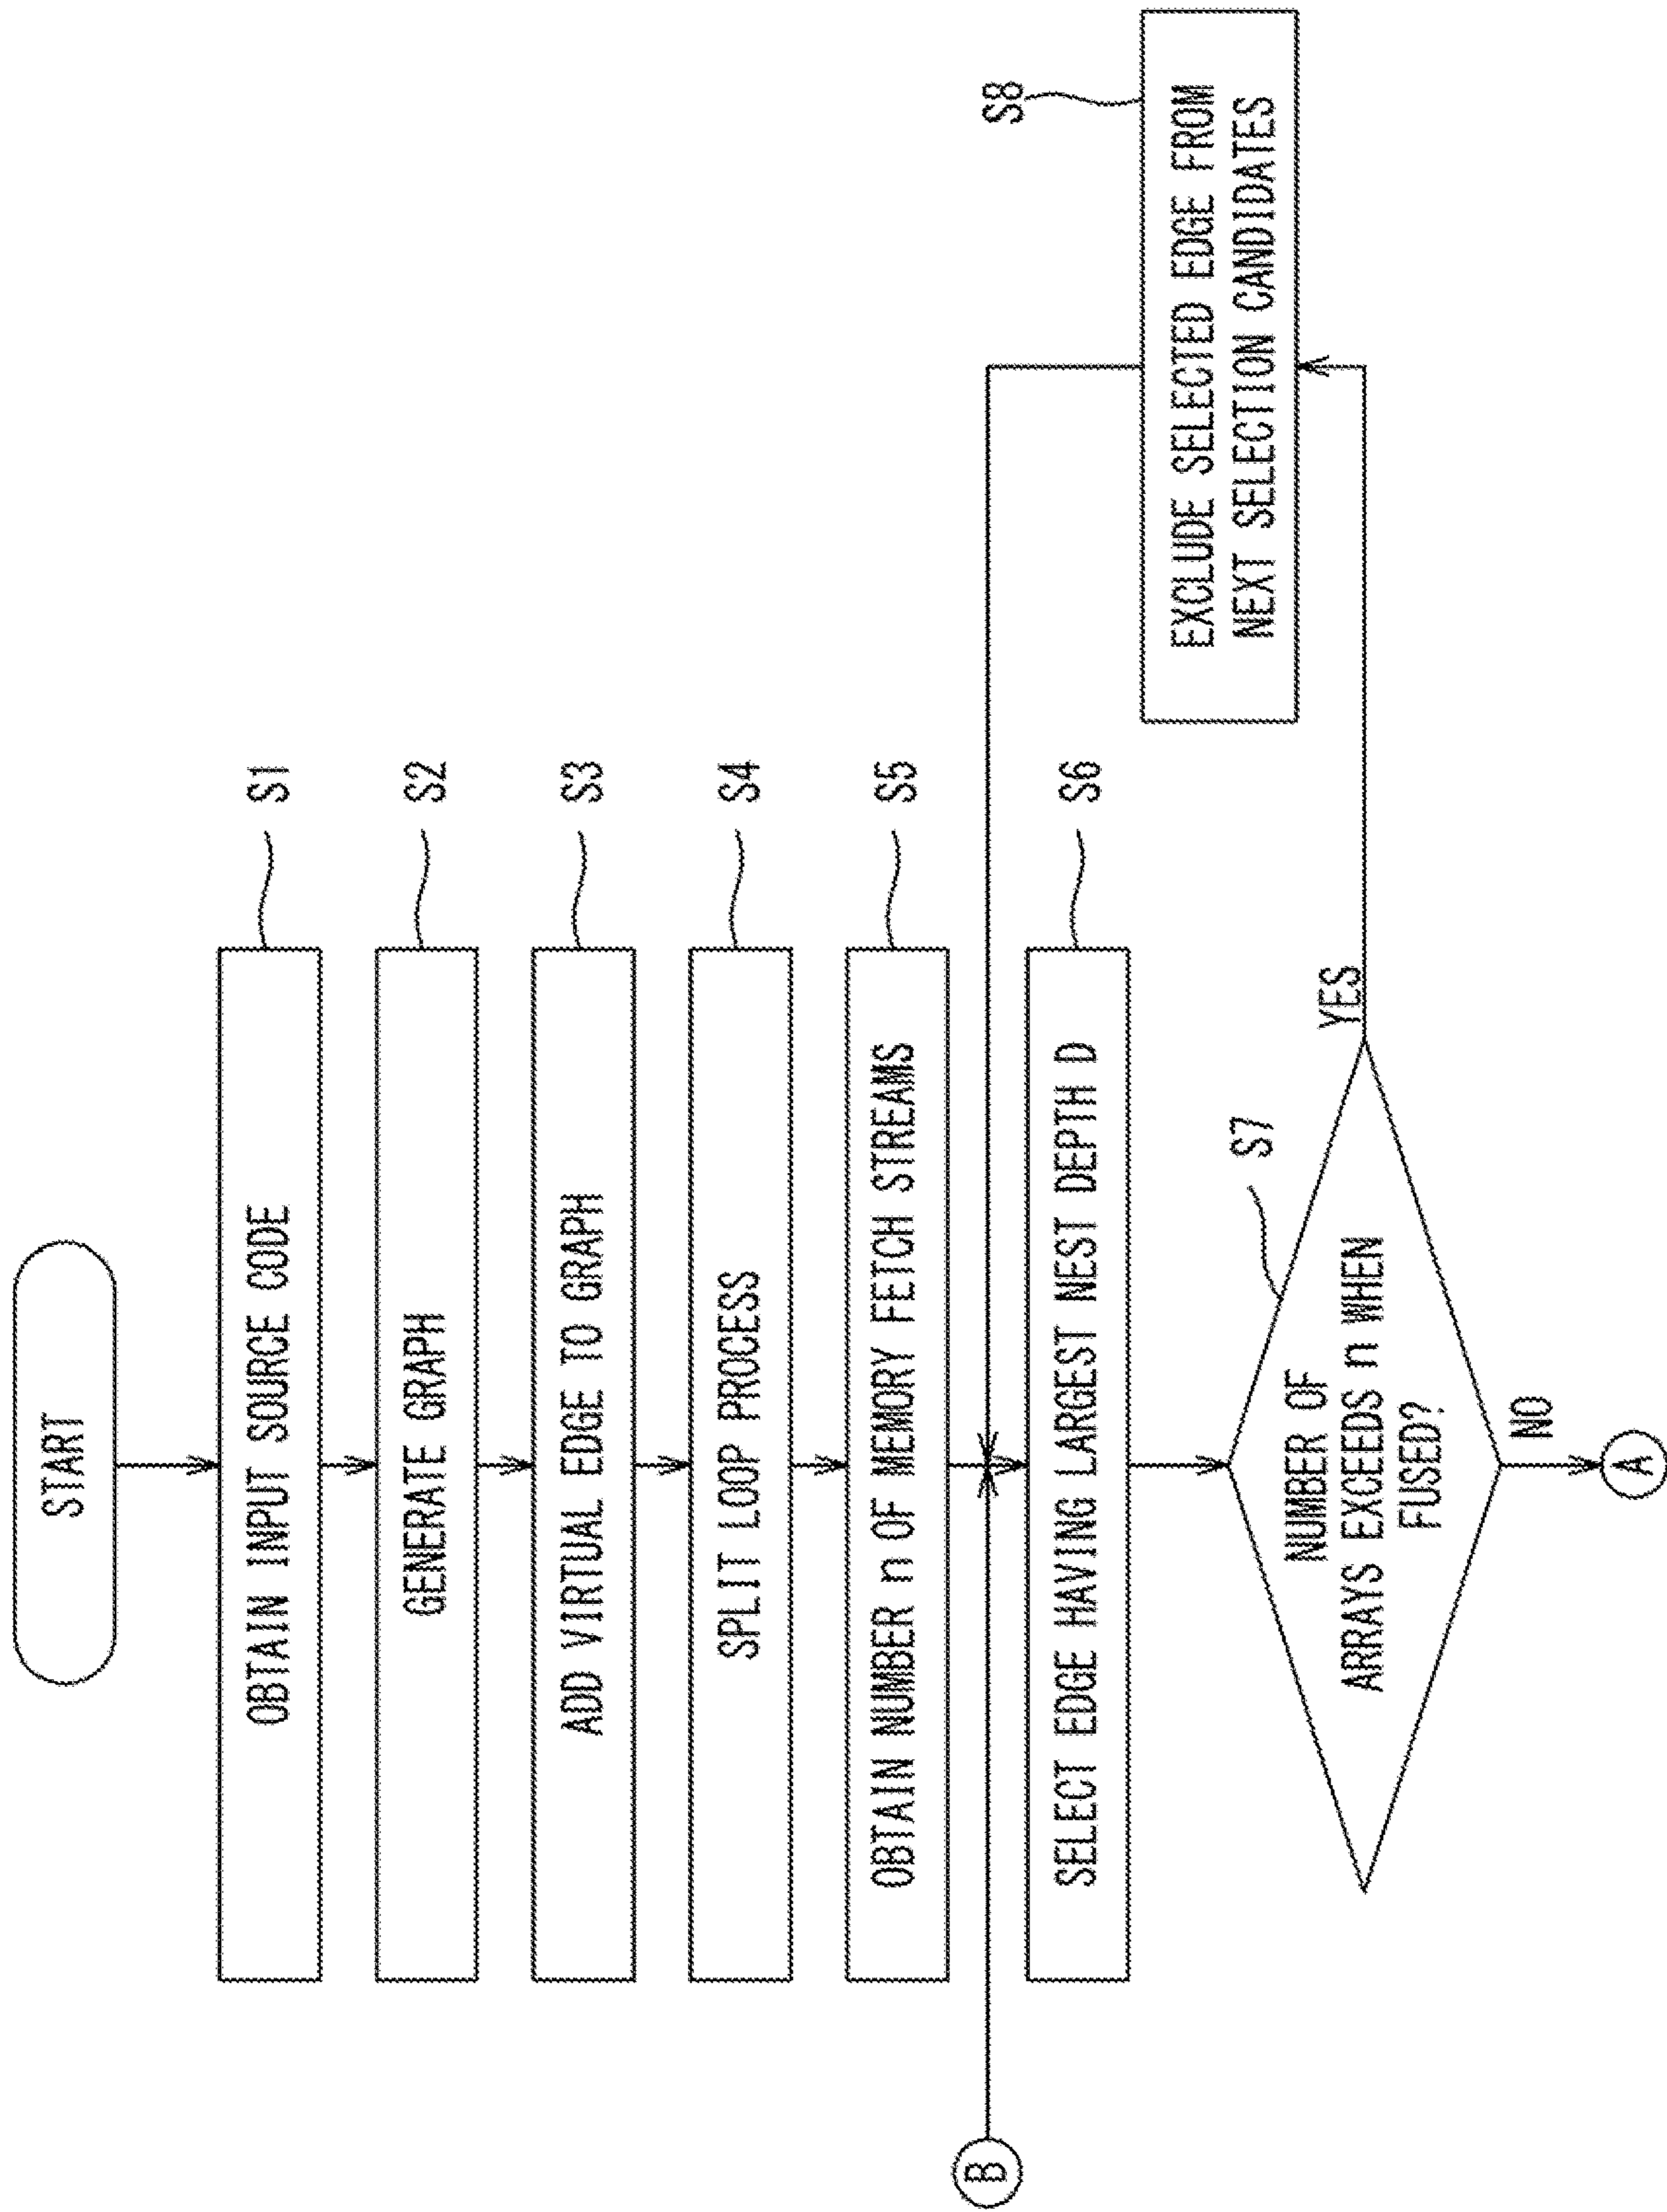 START
OBTAIN INPUT SOURCE CODE
S1
GENERATE GRAPH
S2
ADD VIRTUAL EDGE TO GRAPH
S3
SPLIT LOOP PROCESS
S4
OBTAIN NUMBER n OF MEMORY FETCH STREAMS
S5
B
SELECT EDGE HAVING LARGEST NEST DEPTH D
S6
S7
NUMBER OF
ARRAYS EXCEEDS n WHEN
FUSED?
YES
NO
S8
EXCLUDE SELECTED EDGE FROM
NEXT SELECTION CANDIDATES
A